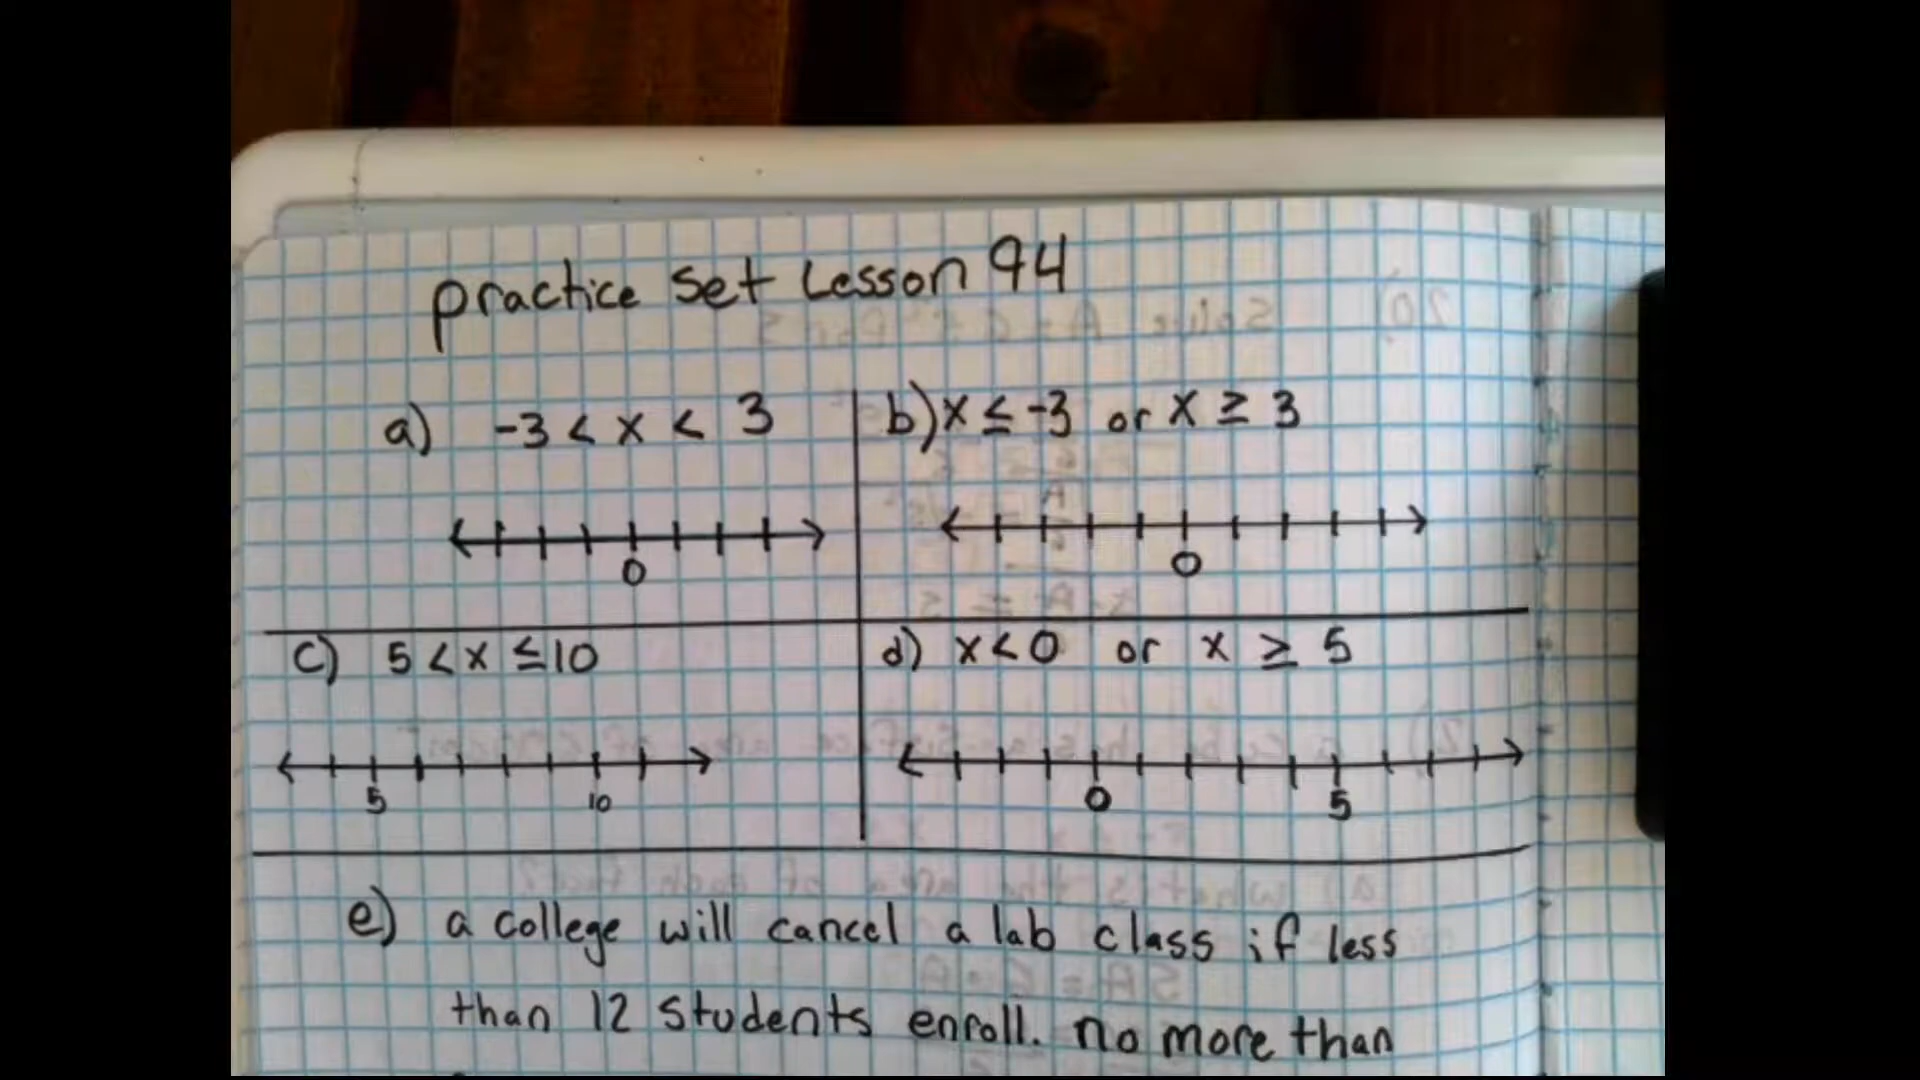 practice set Lesson 94
a) -3 < x < 3
b) x ≤ -3 or x ≥ 3
0
0
c) 5 < x ≤ 10
d) x < 0 or x ≥ 5
5 10
0 5
e) a college will cancel a lab class if less
than 12 students enroll. no more than